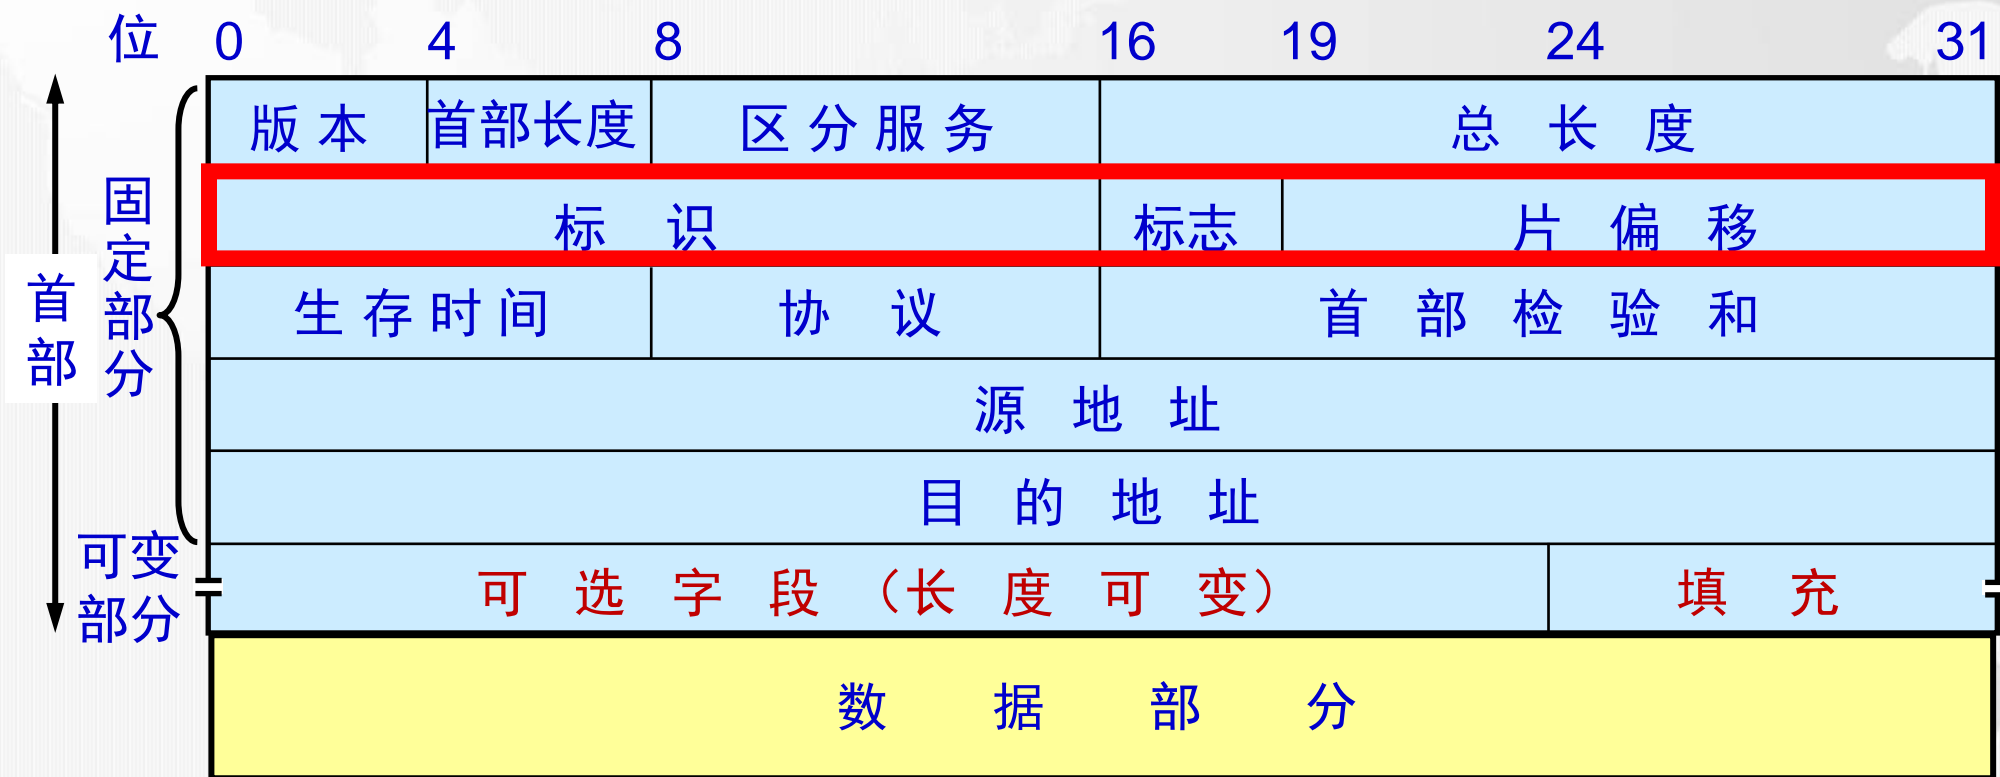 位 0 4 8 16 19 24 31
版本 首部长度 区分服务 总长度
标识 标志 片偏移
生存时间 协议 首部检验和
源地址
目的地址
可选字段（长度可变） 填充
数据部分
首部
固定部分
可变
部分